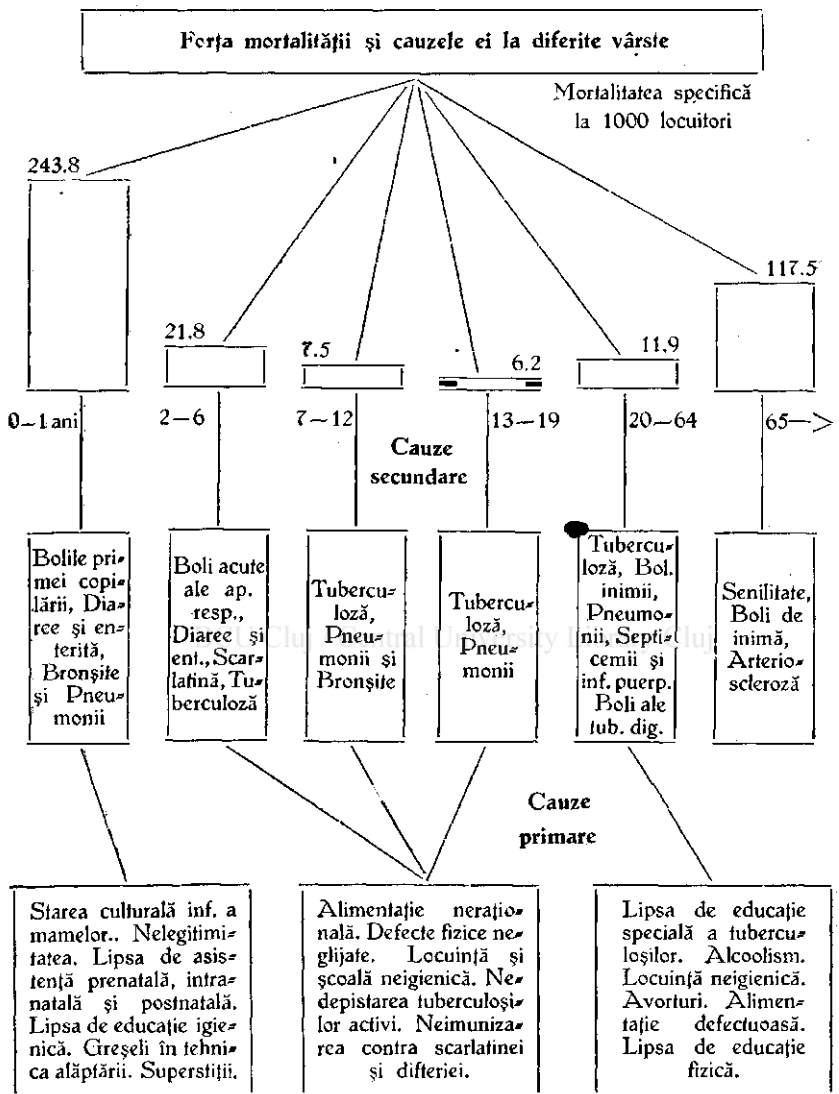 Forța mortalității și cauzele ei la diferite vârste
Mortalitatea specifică
la 1000 locuitori
243.8
21.8
7.5
6.2
11.9
117.5
0—1 ani
2—6
7—12
13—19
20—64
65—>
Cauze
secundare
Bolile pri-
mei copi-
lării, Dia-
ree și en-
terită,
Bronșite
și Pneu-
monii
Boli acute
ale ap.
resp.,
Diaree și
ent., Scar-
latină, Tu-
berculoză
Tubercu-
loză,
Pneu-
monii și
Bronșite
Tubercu-
loză,
Pneu-
monii
Tubercu-
loză, Bol.
inimii,
Pneumo-
nii, Septi-
cemii și
inf. puerp.
Boli ale
tub. dig.
Senilitate,
Boli de
inimă,
Arterio-
scleroză
BCU Cluj / Central University Library Cluj
Cauze
primare
Starea culturală inf. a
mamelor.. Nelegitimi-
tatea. Lipsa de asis-
tență prenatală, intra-
natală și postnatală.
Lipsa de educație igie-
nică. Greșeli în tehni-
ca alăptării. Superstiții.
Alimentație nerațio-
nală. Defecte fizice ne-
glijate. Locuință și
școală neigienică. Ne-
depistarea tuberculoși-
lor activi. Neimuniza-
rea contra scarlatinei
și difteriei.
Lipsa de educație
specială a tubercu-
loșilor. Alcoolism.
Locuință neigienică.
Avorturi. Alimen-
tație defectuoasă.
Lipsa de educație
fizică.